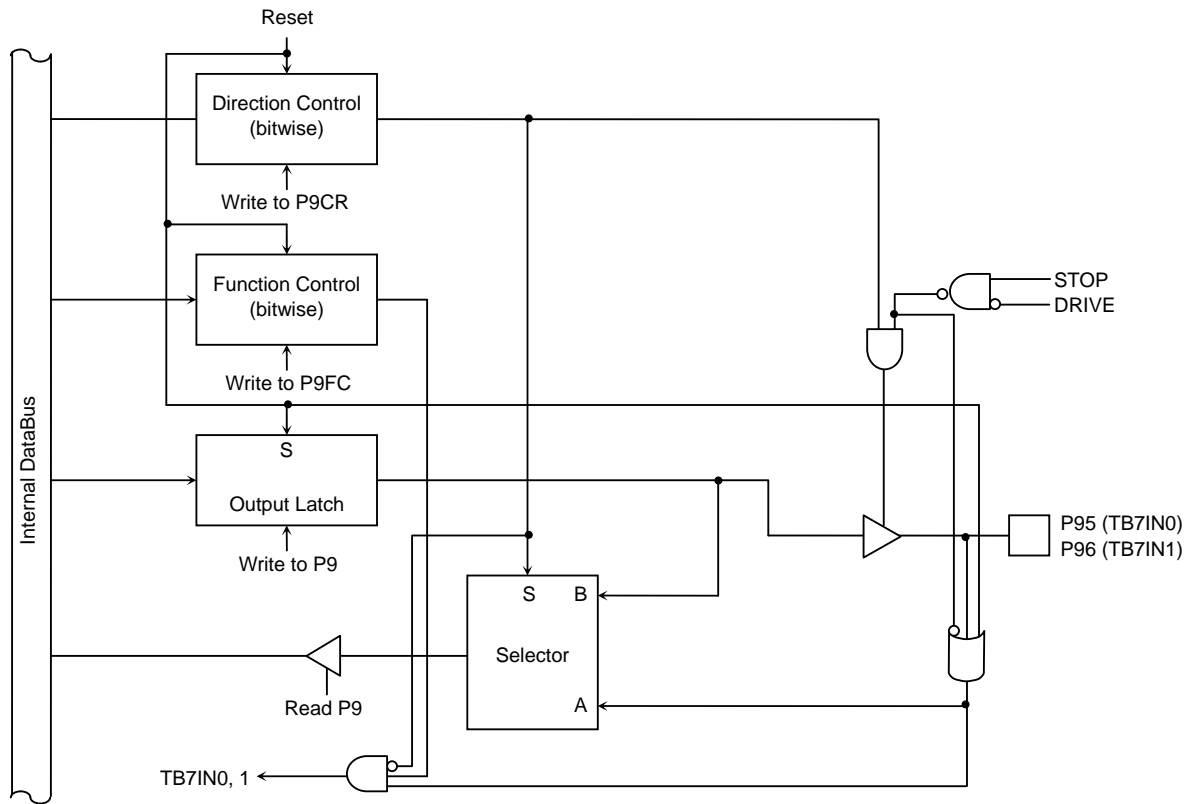 Reset
Direction Control
(bitwise)
Write to P9CR
Function Control
(bitwise)
STOP
DRIVE
Write to P9FC
Internal DataBus
S
Output Latch
P95 (TB7IN0)
P96 (TB7IN1)
Write to P9
S B
Selector
A
Read P9
TB7IN0, 1